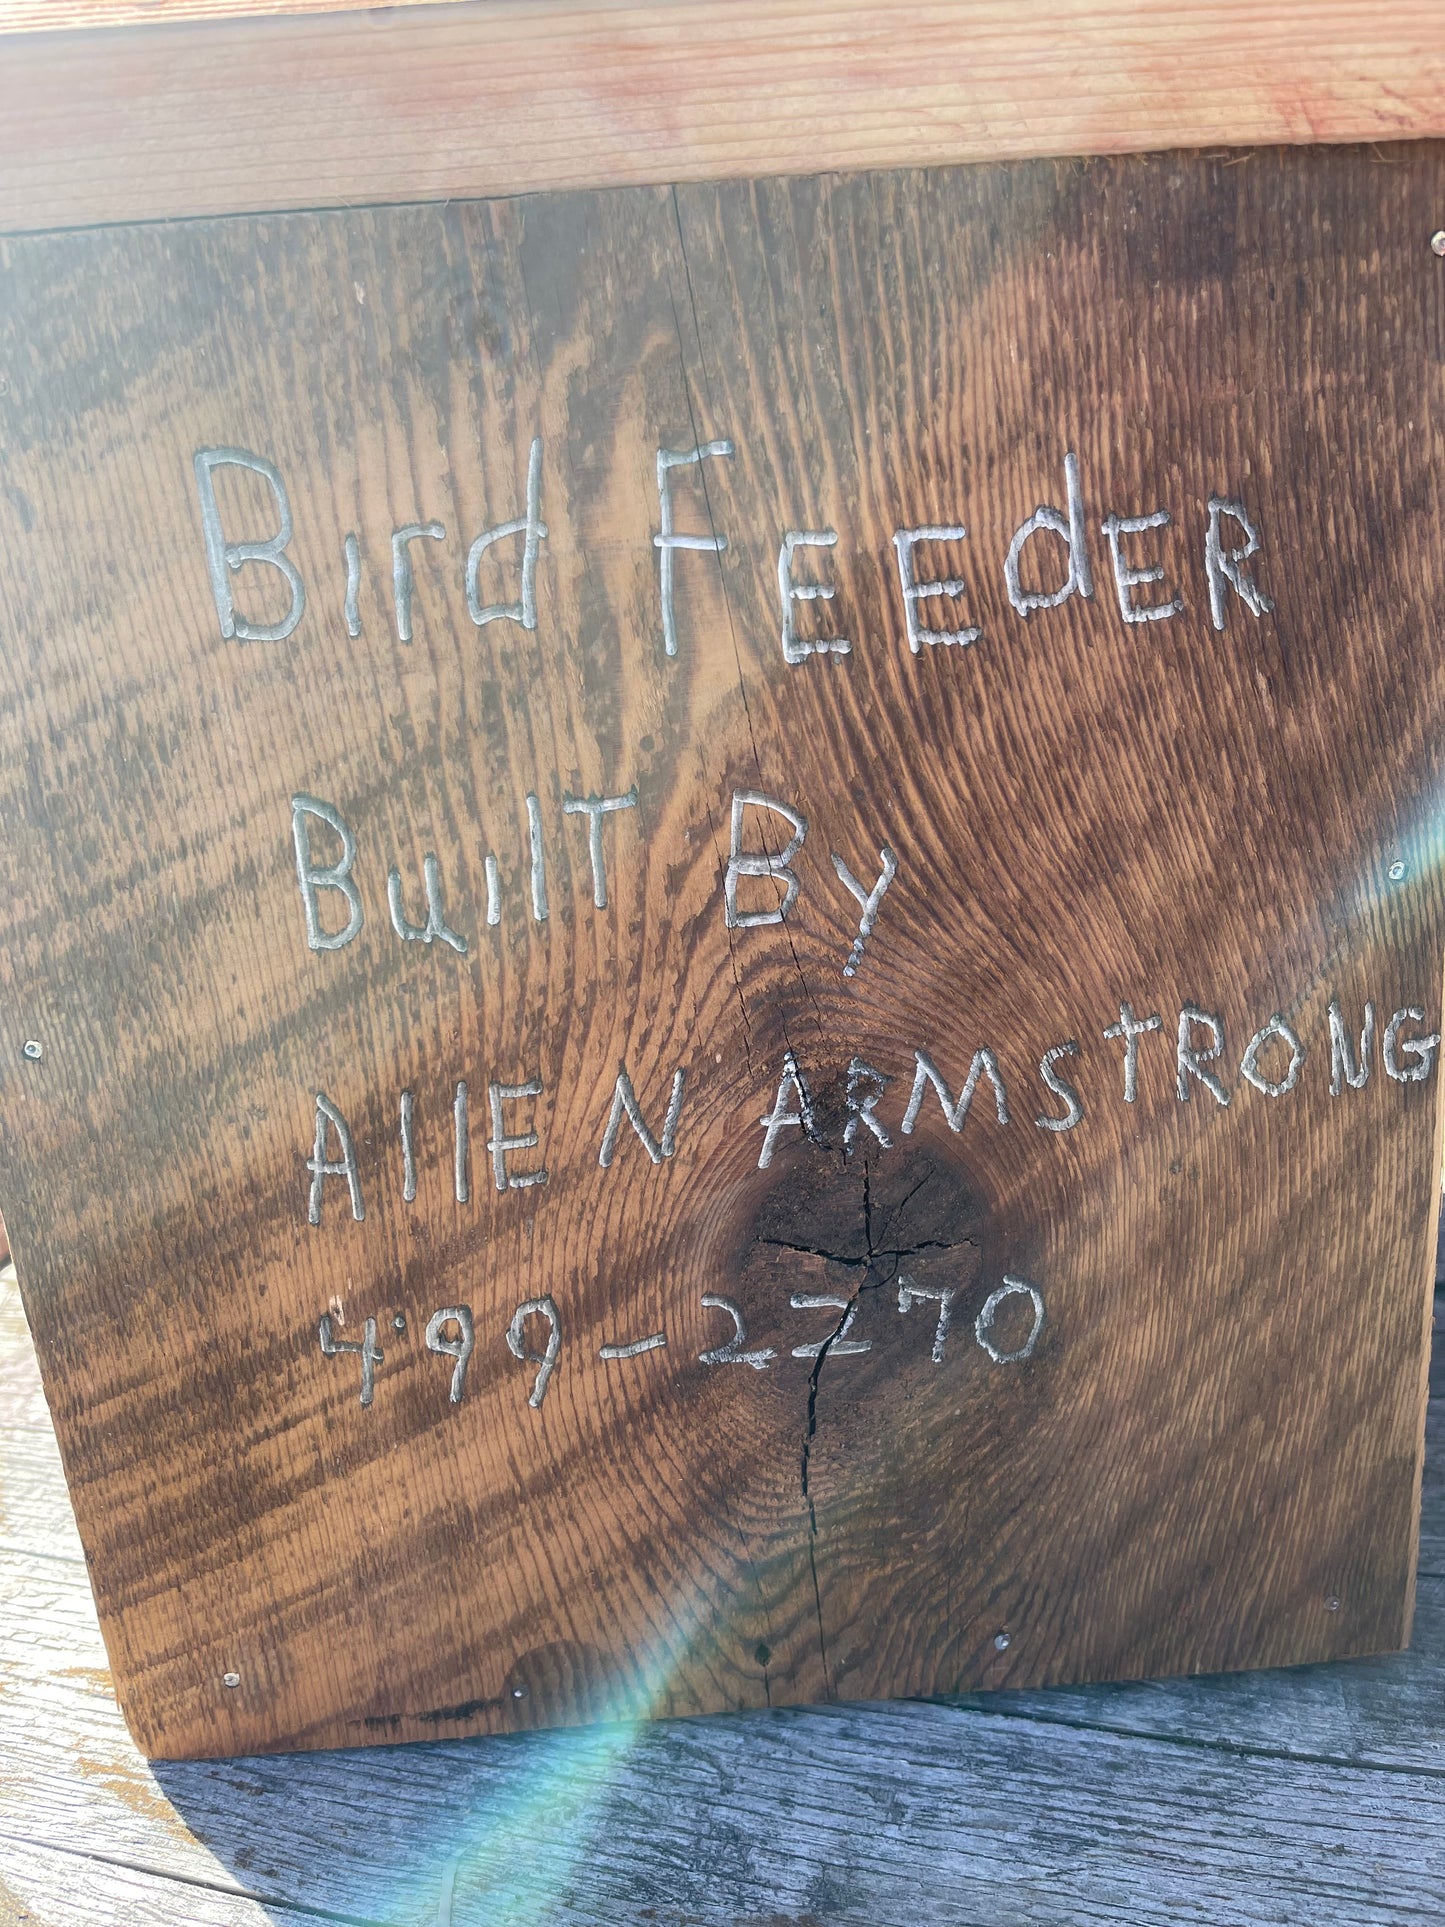 Bird FEEdER
BuilT By
AllEN ARMSTRONG
499-2270